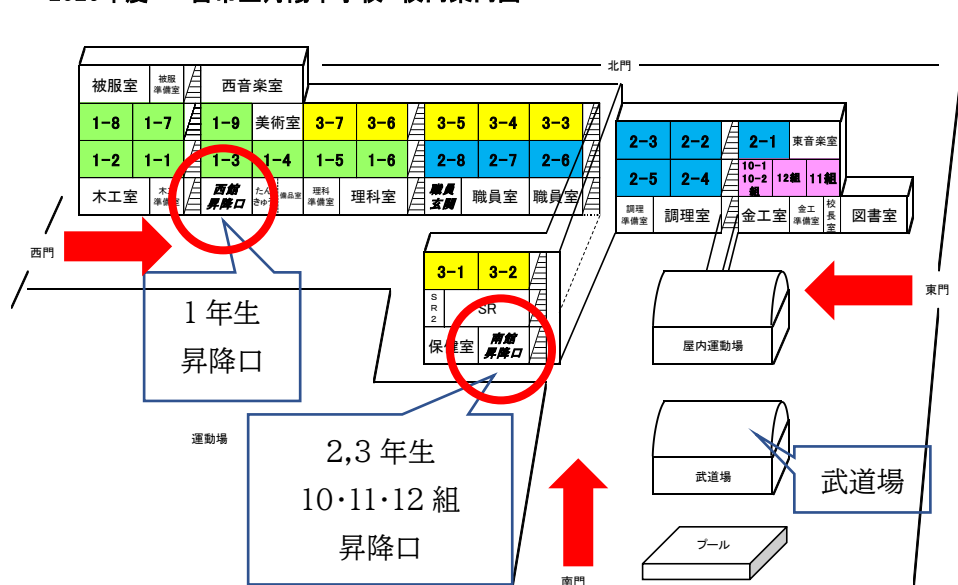 北門
被服室 被服準備室 西音楽室
1-8 1-7 1-9 美術室 3-7 3-6 3-5 3-4 3-3
1-2 1-1 1-3 1-4 1-5 1-6 2-8 2-7 2-6
木工室 西館昇降口 備品室 理科準備室 理科室 職員玄関 職員室 職員
2-3 2-2 2-1 東音楽室
2-5 2-4 10-1 10-2組 12組 11組
調理準備室 調理室 金工室 金工準備室 校長室 図書室
西門
東門
3-1 3-2
SR2 SR
保健室 南館昇降口
1年生
昇降口
屋内運動場
運動場
2,3年生
10・11・12組
昇降口
武道場
武道場
プール
南門